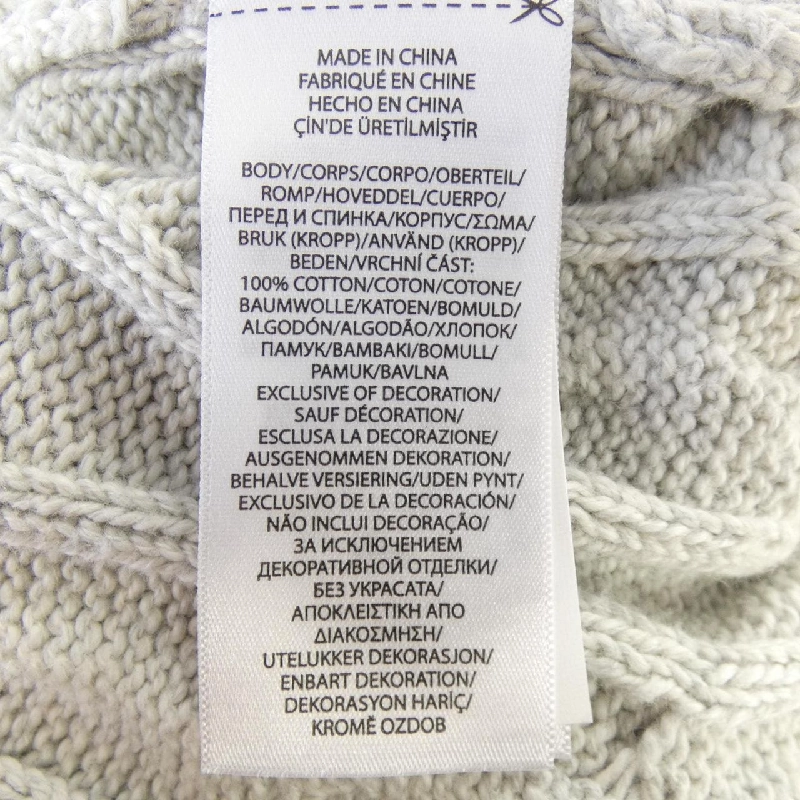 MADE IN CHINA
FABRIQUÉ EN CHINE
HECHO EN CHINA
ÇİN'DE ÜRETİLMİŞTİR
BODY/CORPS/CORPO/OBERTEIL/
ROMP/HOVEDDEL/CUERPO/
ПЕРЕД И СПИНКА/КОРПУС/ΣΩΜΑ/
BRUK (KROPP)/ANVÄND (KROPP)/
BEDEN/VRCHNÍ ČÁST:
100% COTTON/COTON/COTONE/
BAUMWOLLE/KATOEN/BOMULD/
ALGODÓN/ALGODÃO/ХЛОПОК/
ПАМУК/BAMBAKI/BOMULL/
PAMUK/BAVLNA
EXCLUSIVE OF DECORATION/
SAUF DÉCORATION/
ESCLUSA LA DECORAZIONE/
AUSGENOMMEN DEKORATION/
BEHALVE VERSIERING/UDEN PYNT/
EXCLUSIVO DE LA DECORACIÓN/
NÃO INCLUI DECORAÇÃO/
ЗА ИСКЛЮЧЕНИЕМ
ДЕКОРАТИВНОЙ ОТДЕЛКИ/
БЕЗ УКРАСАТА/
ΑΠΟΚΛΕΙΣΤΙΚΗ ΑΠΟ
ΔΙΑΚΟΣΜΗΣΗ/
UTELUKKER DEKORASJON/
ENBART DEKORATION/
DEKORASYON HARİÇ/
KROMĚ OZDOB